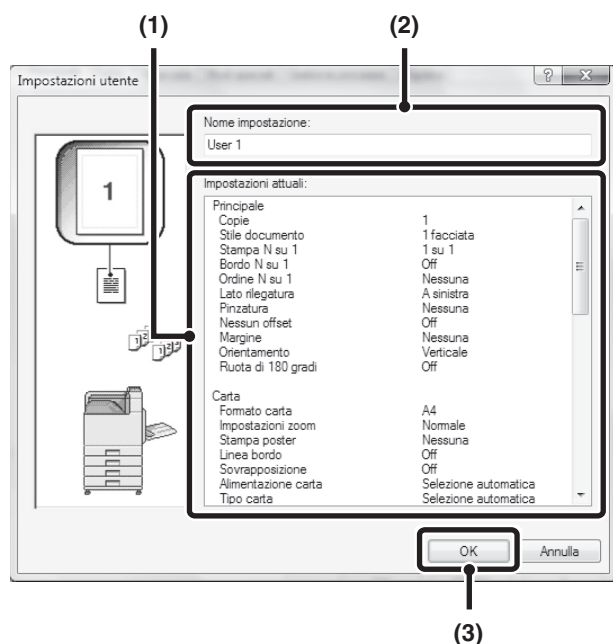 (1)
(2)
Impostazioni utente
Nome impostazione:
User 1
1
Impostazioni attuali:
Principale
Copie 1
Stile documento 1 facciata
Stampa N su 1 1 su 1
Bordo N su 1 Off
Ordine N su 1 Nessuna
Lato rilegatura A sinistra
Pinzatura Nessuna
Nessun offset Off
Margine Nessuna
Orientamento Verticale
Ruota di 180 gradi Off
Carta
Formato carta A4
Impostazioni zoom Normale
Stampa poster Nessuna
Linea bordo Off
Sovrapposizione Off
Alimentazione carta Selezione automatica
Tipo carta Selezione automatica
OK Annulla
(3)